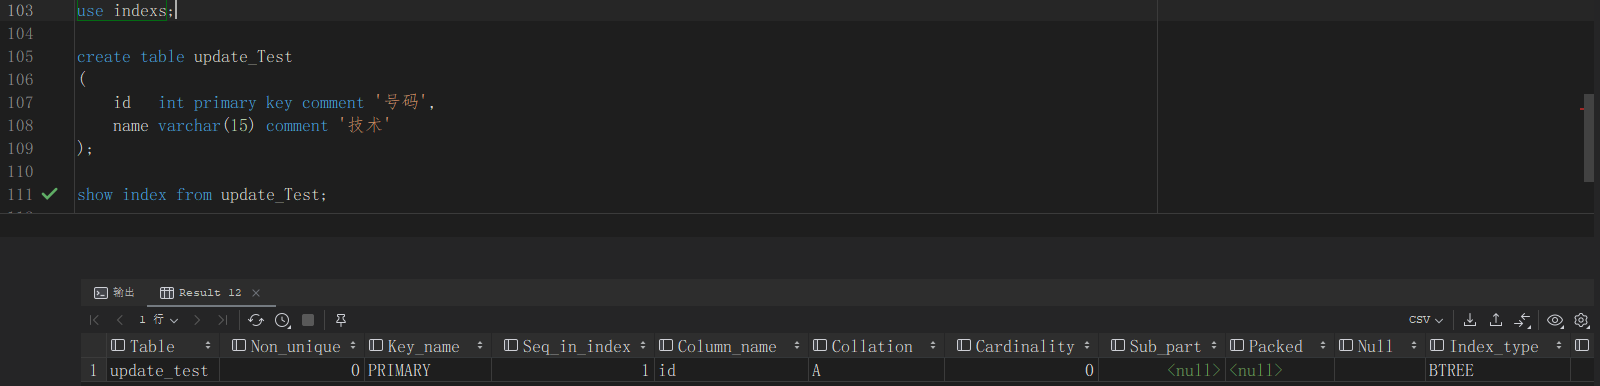 103 use indexs;
104
105 create table update_Test
106 (
107 id int primary key comment '号码',
108 name varchar(15) comment '技术'
109 );
110
111 show index from update_Test;
输出 Result 12 ×
1 行 CSV
Table Non_unique Key_name Seq_in_index Column_name Collation Cardinality Sub_part Packed Null Index_type
1 update_test 0 PRIMARY 1 id A 0 <null> <null> BTREE